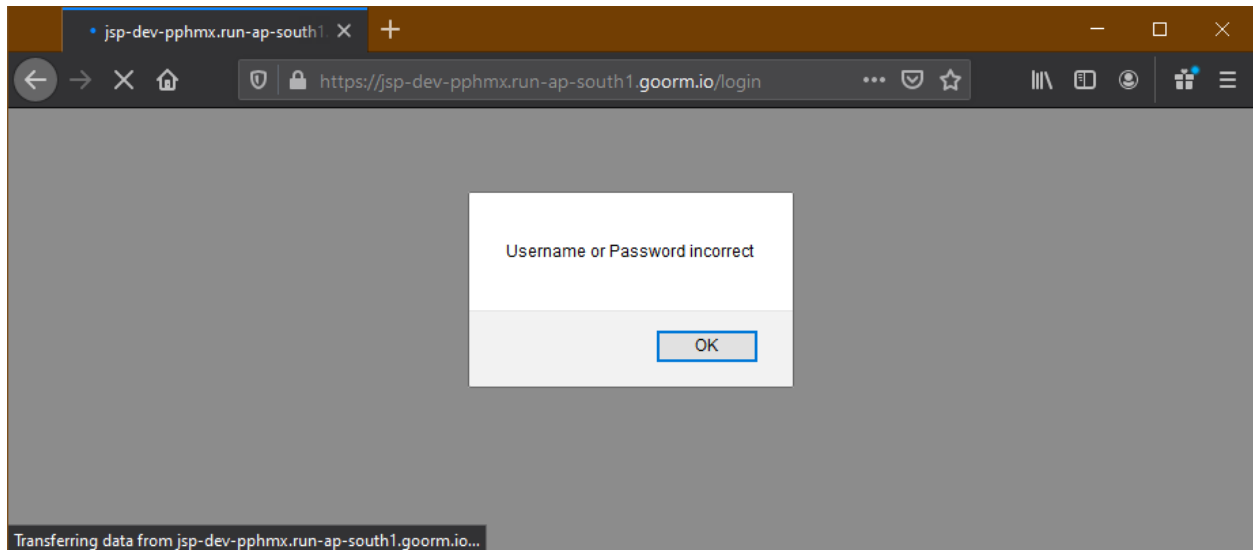 jsp-dev-pphmx.run-ap-south1.
https://jsp-dev-pphmx.run-ap-south1.goorm.io/login
Username or Password incorrect
OK
Transferring data from jsp-dev-pphmx.run-ap-south1.goorm.io...